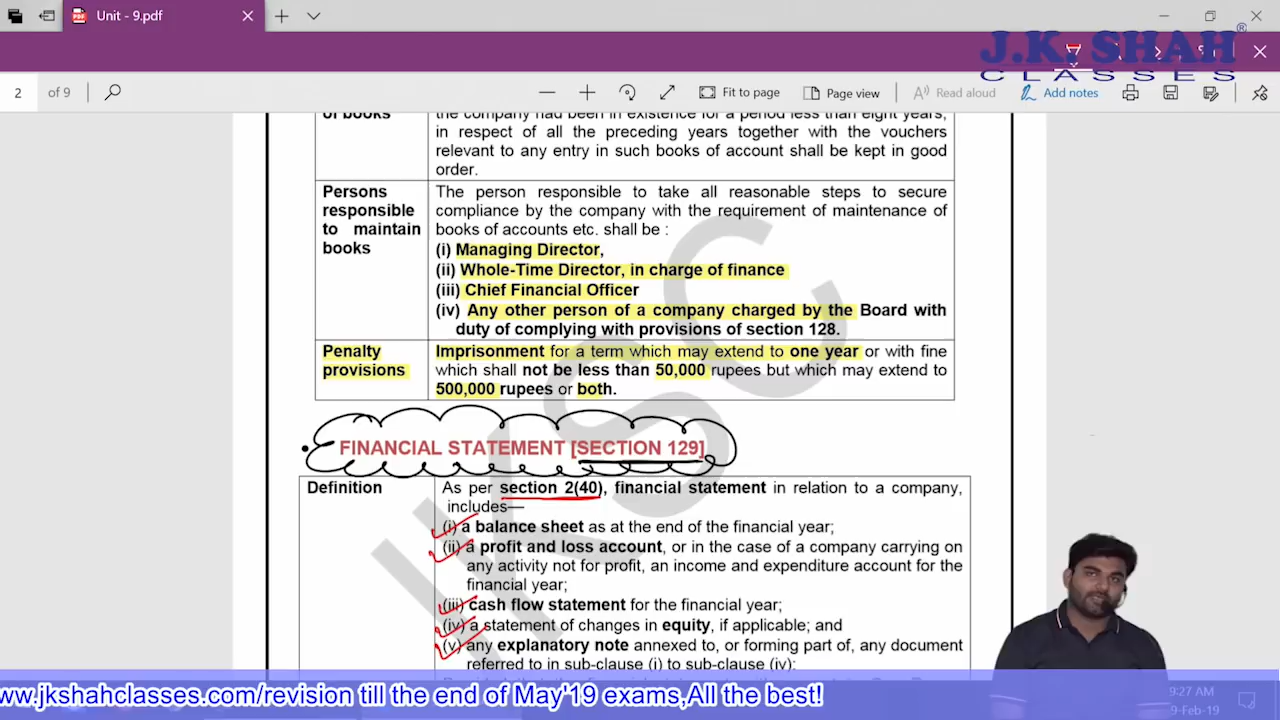 Unit - 9.pdf
J.K. SHAH ®
CLASSES
2 of 9
Fit to page
Page view
Read aloud
Add notes
of books
the company had been in existence for a period less than eight years,
in respect of all the preceding years together with the vouchers
relevant to any entry in such books of account shall be kept in good
order.
Persons
responsible
to maintain
books
The person responsible to take all reasonable steps to secure
compliance by the company with the requirement of maintenance of
books of accounts etc. shall be :
(i) Managing Director,
(ii) Whole-Time Director, in charge of finance
(iii) Chief Financial Officer
(iv) Any other person of a company charged by the Board with
duty of complying with provisions of section 128.
Penalty
provisions
Imprisonment for a term which may extend to one year or with fine
which shall not be less than 50,000 rupees but which may extend to
500,000 rupees or both.
FINANCIAL STATEMENT [SECTION 129]
Definition
As per section 2(40), financial statement in relation to a company,
includes—
(i) a balance sheet as at the end of the financial year;
(ii) a profit and loss account, or in the case of a company carrying on
any activity not for profit, an income and expenditure account for the
financial year;
(iii) cash flow statement for the financial year;
(iv) a statement of changes in equity, if applicable; and
(v) any explanatory note annexed to, or forming part of, any document
referred to in sub-clause (i) to sub-clause (iv):
JKSC
ww.jkshahclasses.com/revision till the end of May'19 exams,All the best!
9:27 AM
9-Feb-19